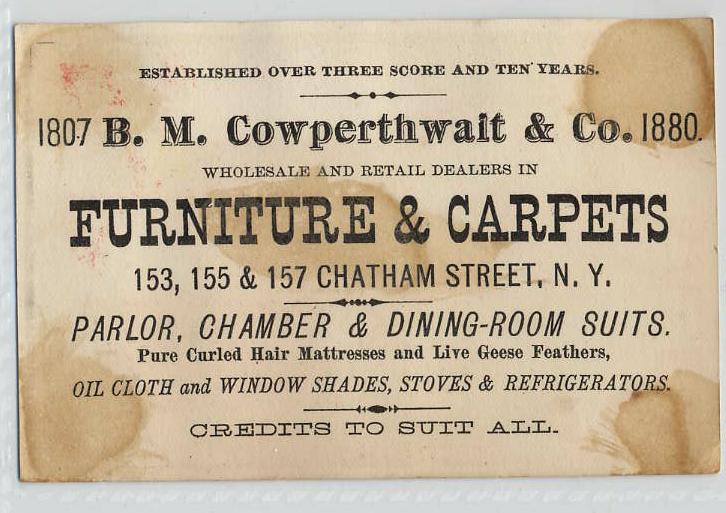 ESTABLISHED OVER THREE SCORE AND TEN YEARS.
1807 B. M. Cowperthwait & Co. 1880.
WHOLESALE AND RETAIL DEALERS IN
FURNITURE & CARPETS
153, 155 & 157 CHATHAM STREET, N. Y.
PARLOR, CHAMBER & DINING-ROOM SUITS.
Pure Curled Hair Mattresses and Live Geese Feathers,
OIL CLOTH and WINDOW SHADES, STOVES & REFRIGERATORS.
CREDITS TO SUIT ALL.